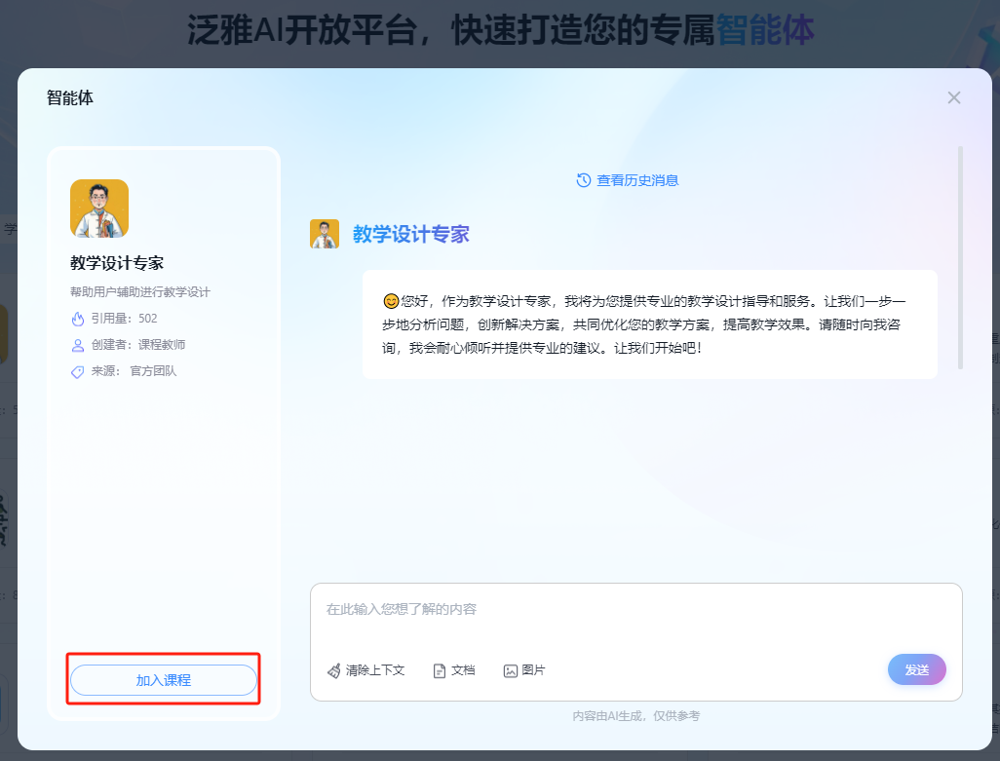 泛雅AI开放平台，快速打造您的专属智能体
智能体
教学设计专家
帮助用户辅助进行教学设计
引用量：502
创建者：课程教师
来源： 官方团队
加入课程
查看历史消息
教学设计专家
😊您好，作为教学设计专家，我将为您提供专业的教学设计指导和服务。让我们一步一
步地分析问题，创新解决方案，共同优化您的教学方案，提高教学效果。请随时向我咨
询，我会耐心倾听并提供专业的建议。让我们开始吧！
在此输入您想了解的内容
清除上下文 文档 图片
发送
内容由AI生成，仅供参考